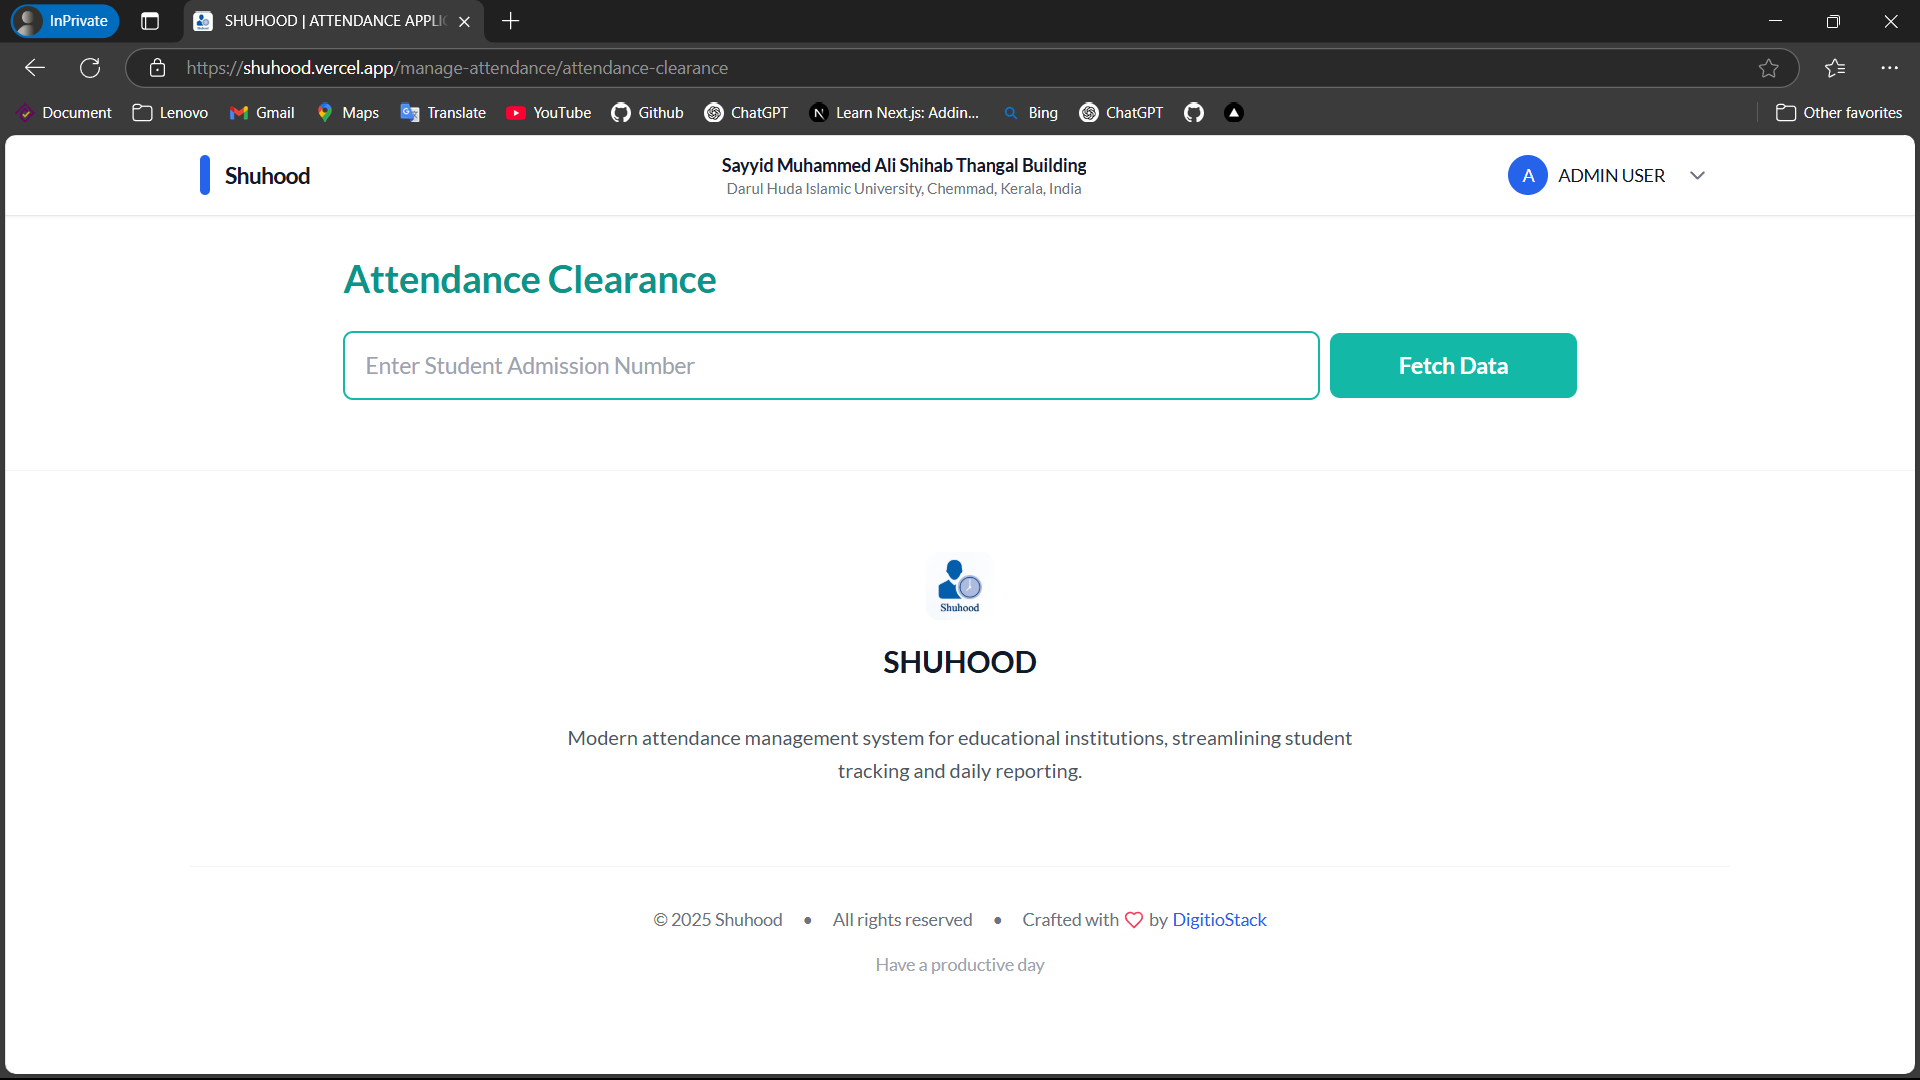 InPrivate
SHUHOOD | ATTENDANCE APPLI
https://shuhood.vercel.app/manage-attendance/attendance-clearance
Document Lenovo Gmail Maps Translate YouTube Github ChatGPT Learn Next.js: Addin... Bing ChatGPT Other favorites
Shuhood
Sayyid Muhammed Ali Shihab Thangal Building
Darul Huda Islamic University, Chemmad, Kerala, India
A ADMIN USER
Attendance Clearance
Enter Student Admission Number
Fetch Data
Shuhood
SHUHOOD
Modern attendance management system for educational institutions, streamlining student
tracking and daily reporting.
© 2025 Shuhood • All rights reserved • Crafted with ♡ by DigitioStack
Have a productive day